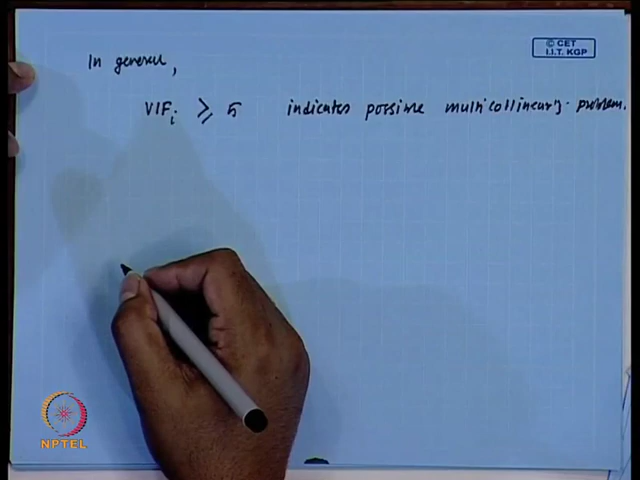 © CET
I.I.T. KGP
In general,
VIFi ⩾ 5 indicates possible multicollinearity problem.
NPTEL